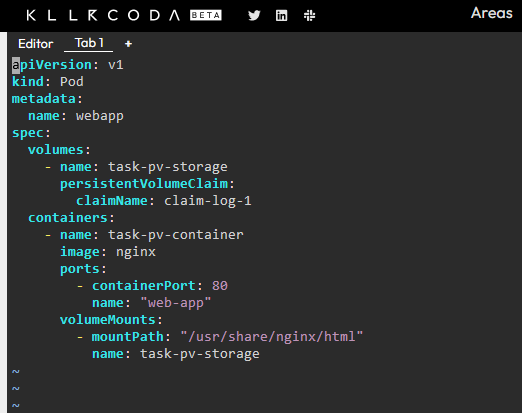 KILLERCODA BETA
Areas
Editor Tab 1 +
apiVersion: v1
kind: Pod
metadata:
  name: webapp
spec:
  volumes:
    - name: task-pv-storage
      persistentVolumeClaim:
        claimName: claim-log-1
  containers:
    - name: task-pv-container
      image: nginx
      ports:
        - containerPort: 80
          name: "web-app"
      volumeMounts:
        - mountPath: "/usr/share/nginx/html"
          name: task-pv-storage
~
~
~